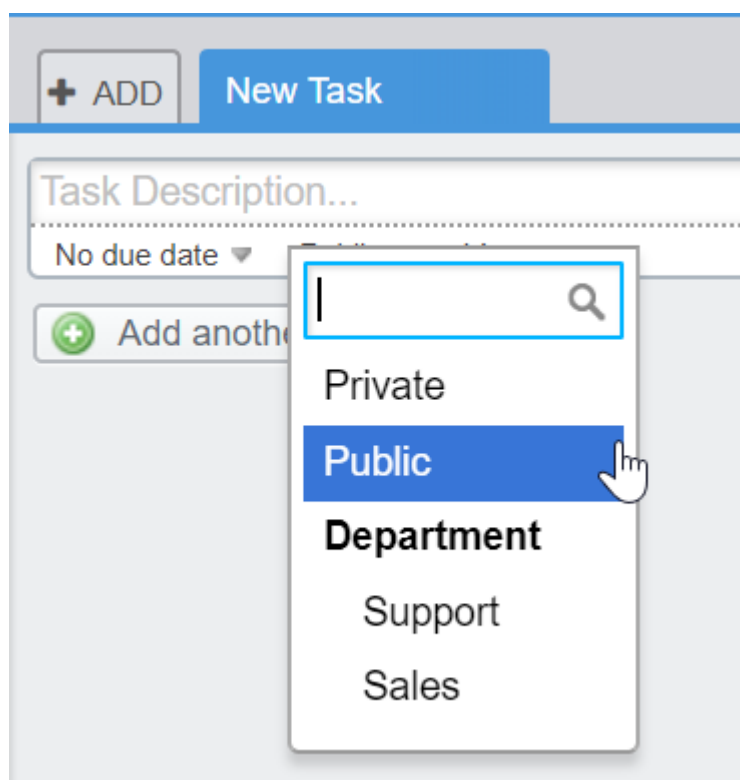 ADD
New Task
Task Description...
No due date
Add anothe
Private
Public
Department
Support
Sales